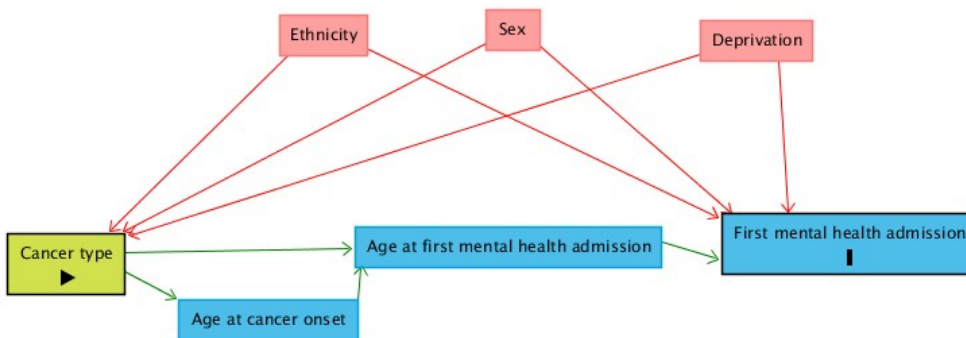 Ethnicity
Sex
Deprivation
Cancer type
Age at first mental health admission
First mental health admission
Age at cancer onset